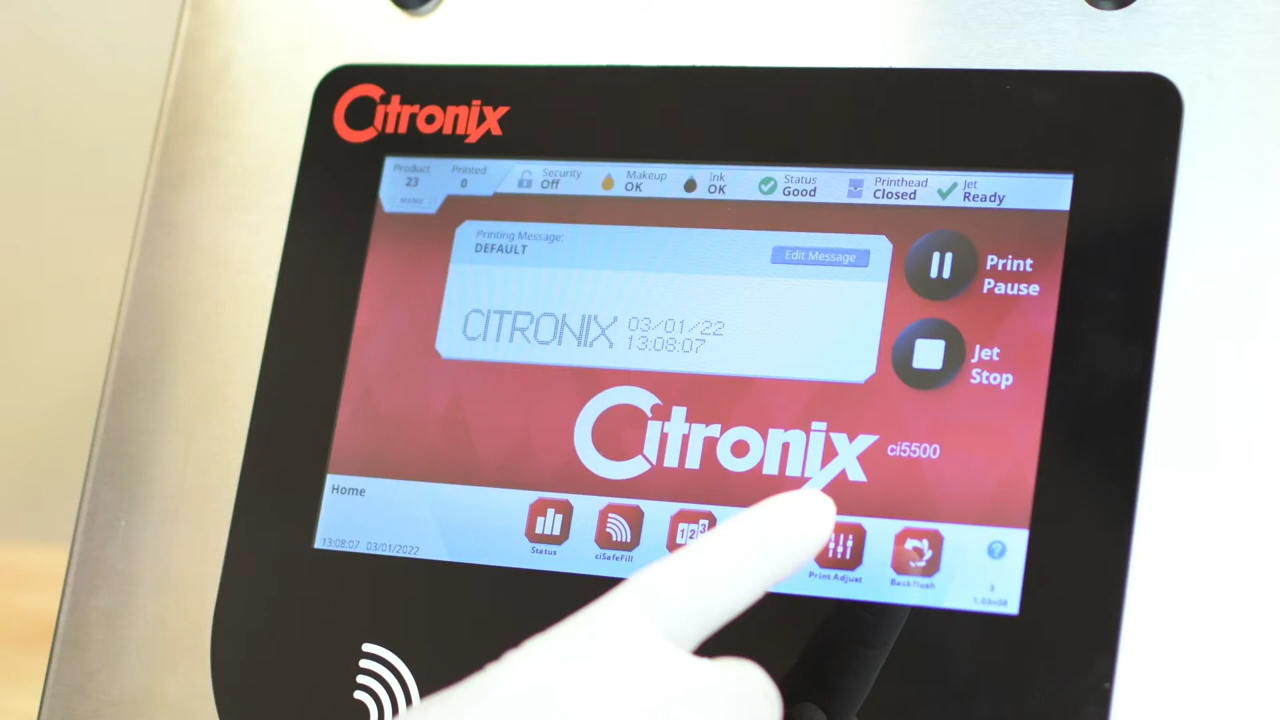 Citronix
Product
23
MENU
Printed
0
Security
Off
Makeup
OK
Ink
OK
Status
Good
Printhead
Closed
Jet
Ready
Printing Message:
DEFAULT
Edit Message
CITRONIX
03/01/22
13:08:07
Print
Pause
Jet
Stop
Citronix ci5500
Home
13:08:07 03/01/2022
Status
ciSafeFill
123
Print Adjust
Backflush
?
3